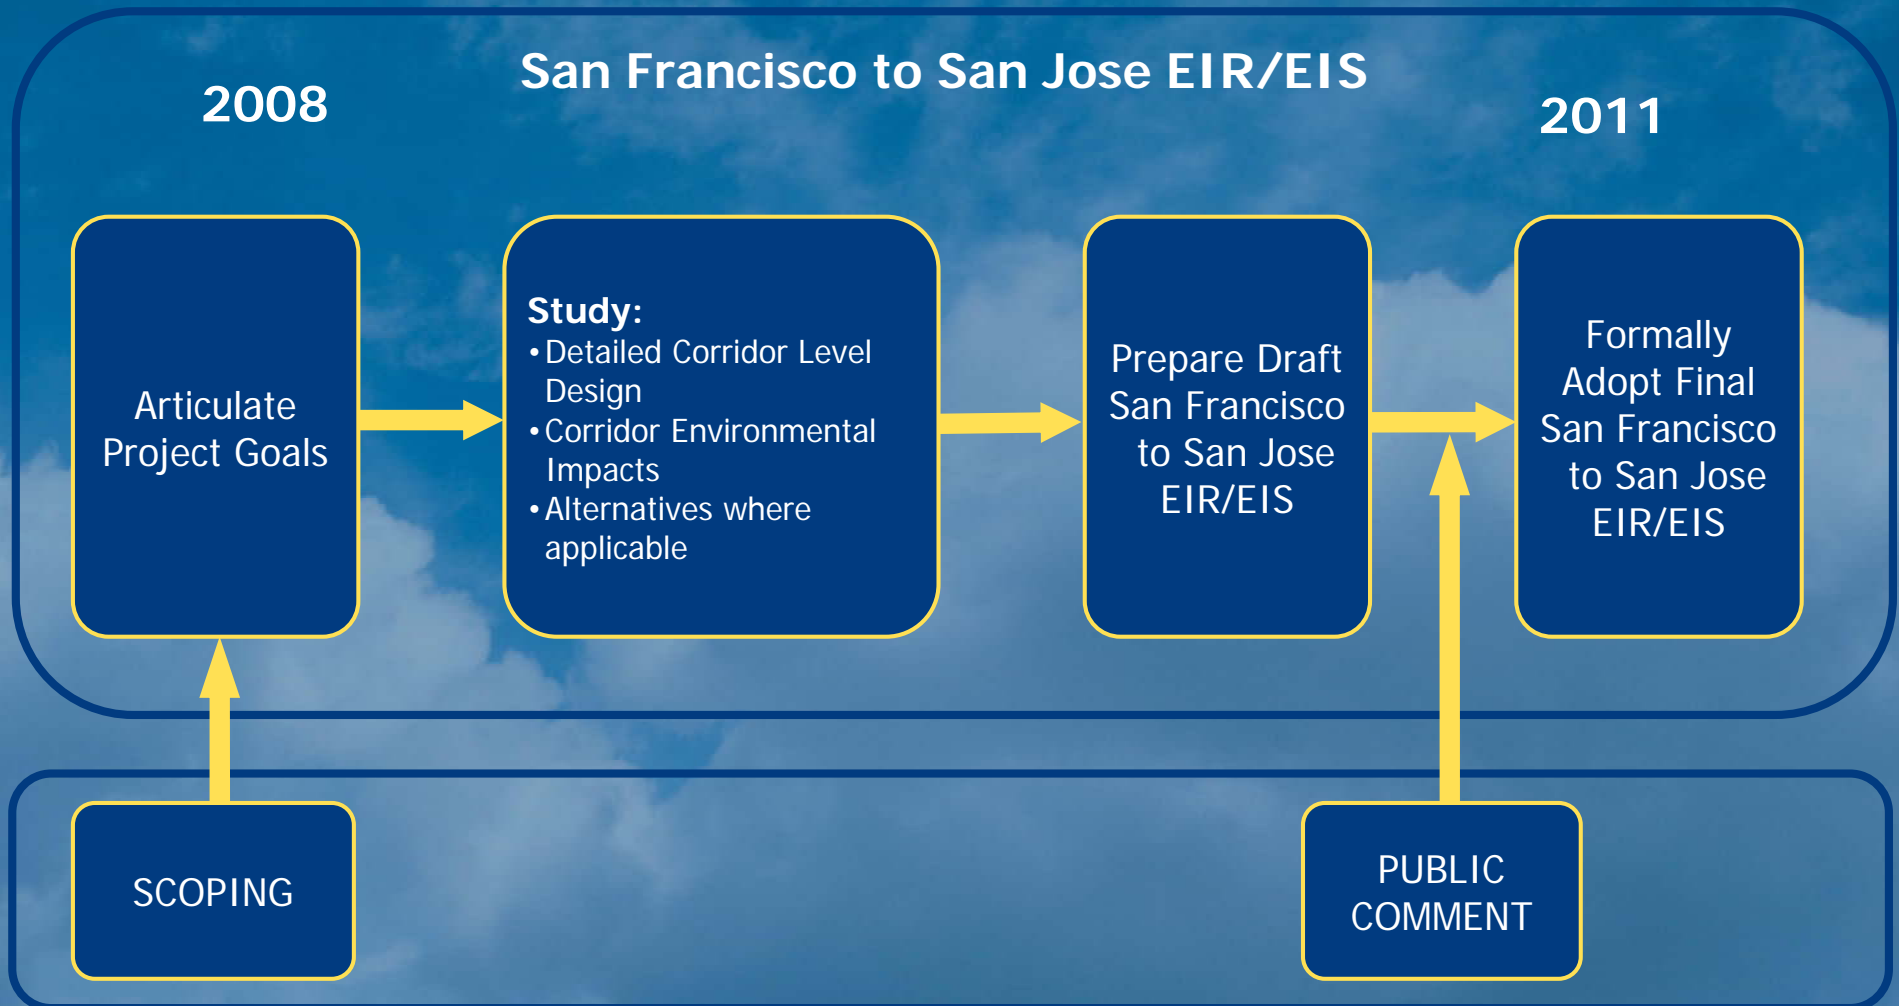 San Francisco to San Jose EIR/EIS
2008
2011
Articulate
Project Goals
Study:
• Detailed Corridor Level
Design
• Corridor Environmental
Impacts
• Alternatives where
applicable
Prepare Draft
San Francisco
to San Jose
EIR/EIS
Formally
Adopt Final
San Francisco
to San Jose
EIR/EIS
SCOPING
PUBLIC
COMMENT